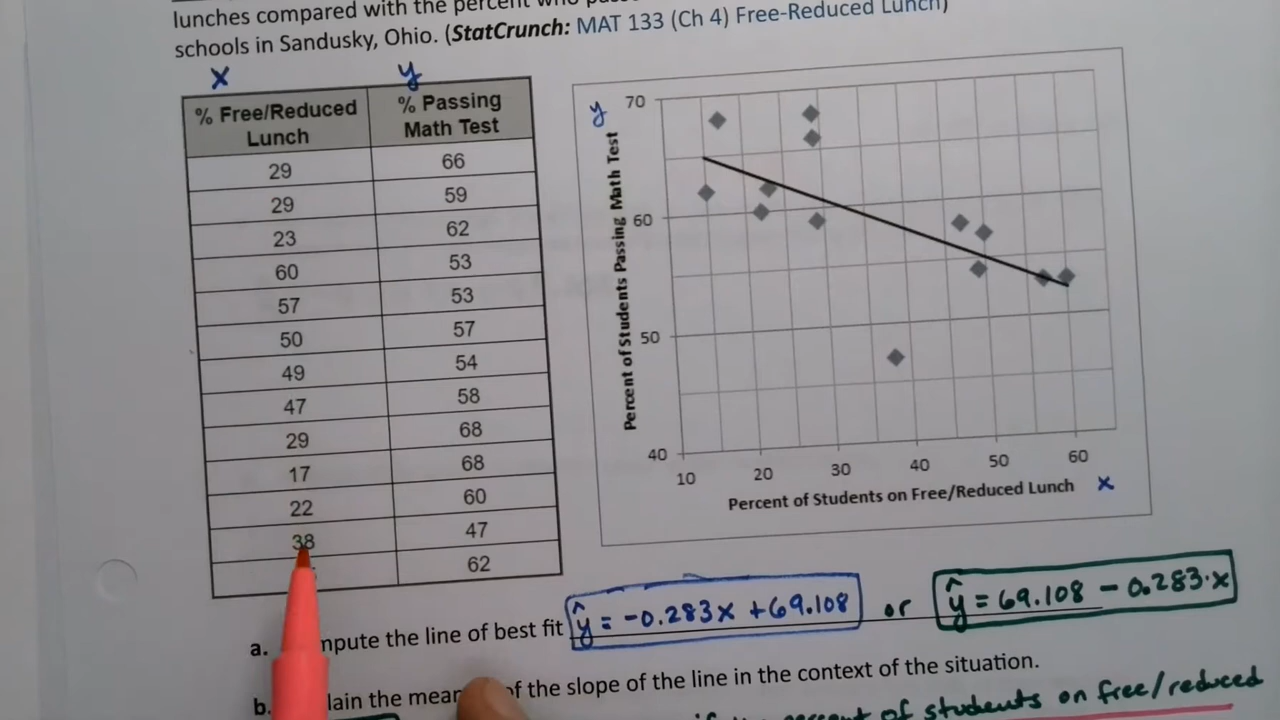 lunches compared with the percent who
schools in Sandusky, Ohio. (StatCrunch: MAT 133 (Ch 4) Free-Reduced Lunch)
x y
% Free/Reduced Lunch % Passing Math Test
29 66
29 59
23 62
60 53
57 53
50 57
49 54
47 58
29 68
17 68
22 60
38 47
62
y
Percent of Students Passing Math Test
70
60
50
40
10 20 30 40 50 60
Percent of Students on Free/Reduced Lunch x
a. mpute the line of best fit ŷ = -0.283x + 69.108 or ŷ = 69.108 - 0.283·x
b. lain the mea of the slope of the line in the context of the situation.
if the percent of students on free/reduced